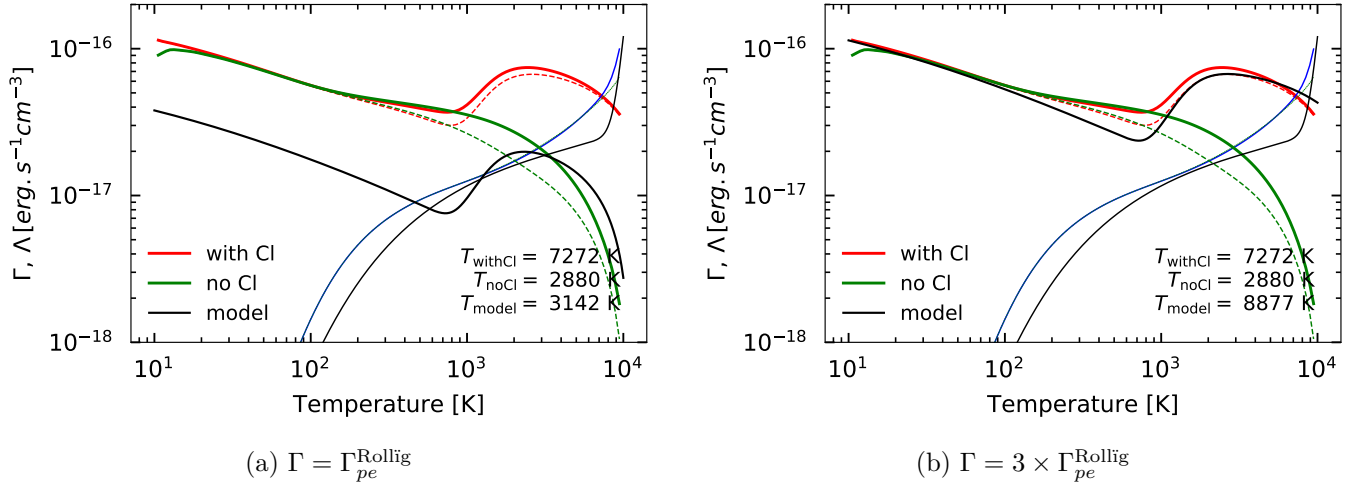 10⁻¹⁶
10⁻¹⁷
10⁻¹⁸
Γ, Λ [erg. s⁻¹cm⁻³]
with Cl
no Cl
model
T_withCl = 7272 K
T_noCl = 2880 K
T_model = 3142 K
10¹ 10² 10³ 10⁴
Temperature [K]
(a) Γ = Γ_pe^Rollïg
10⁻¹⁶
10⁻¹⁷
10⁻¹⁸
Γ, Λ [erg. s⁻¹cm⁻³]
with Cl
no Cl
model
T_withCl = 7272 K
T_noCl = 2880 K
T_model = 8877 K
10¹ 10² 10³ 10⁴
Temperature [K]
(b) Γ = 3 × Γ_pe^Rollïg